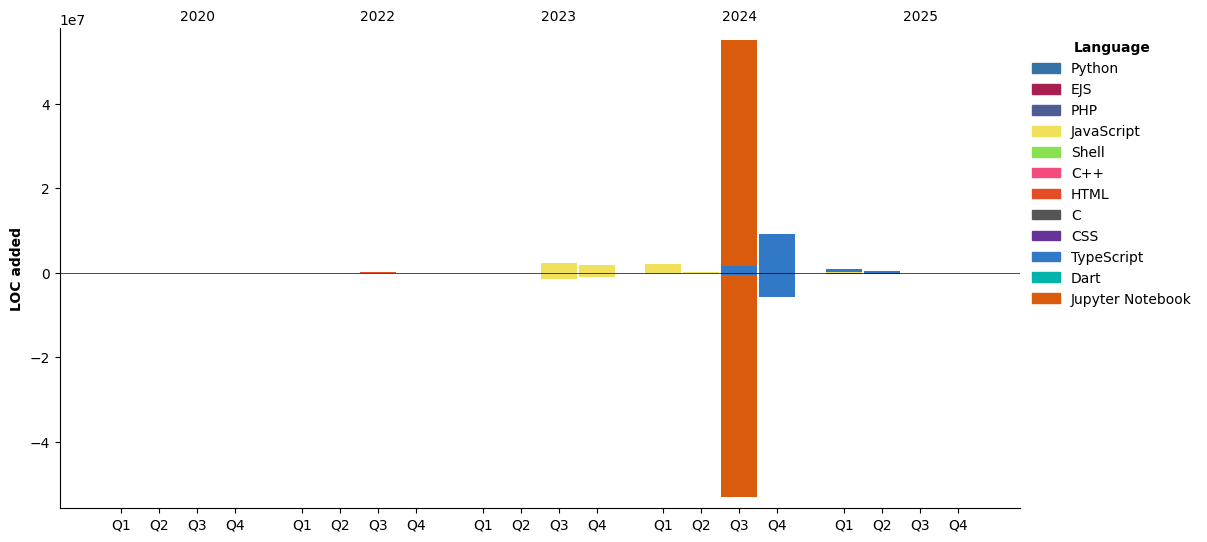 2020 2022 2023 2024 2025
1e7
4
2
0
−2
−4
LOC added
Q1 Q2 Q3 Q4 Q1 Q2 Q3 Q4 Q1 Q2 Q3 Q4 Q1 Q2 Q3 Q4 Q1 Q2 Q3 Q4
Language
Python
EJS
PHP
JavaScript
Shell
C++
HTML
C
CSS
TypeScript
Dart
Jupyter Notebook